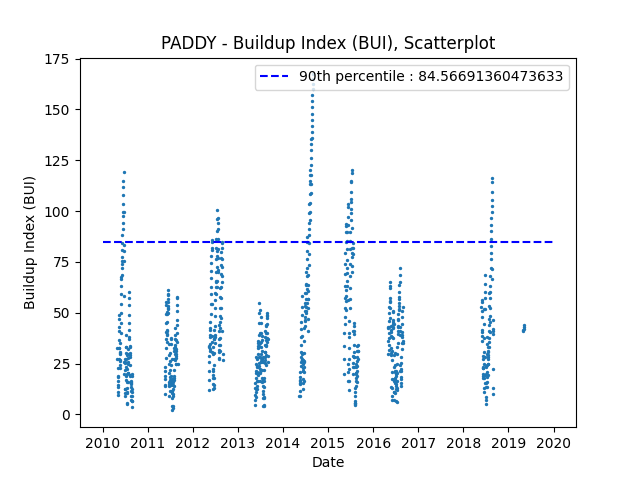 PADDY - Buildup Index (BUI), Scatterplot
90th percentile : 84.56691360473633
Buildup Index (BUI)
175
150
125
100
75
50
25
0
2010 2011 2012 2013 2014 2015 2016 2017 2018 2019 2020
Date